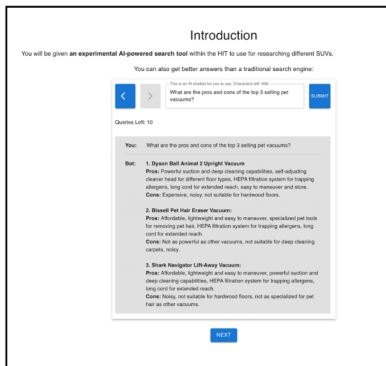 Introduction
You will be given an experimental AI-powered search tool within the HIT to use for researching different SUVs.
You can also get better answers than a traditional search engine:
This is an AI chatbot for you to use. Characters left:
What are the pros and cons of the top 3 selling pet
vacuums?
SUBMIT
Queries Left: 10
You: What are the pros and cons of the top 3 selling pet vacuums?
Bot: 1. Dyson Ball Animal 2 Upright Vacuum
Pros: Powerful suction and deep cleaning capabilities, self-adjusting
cleaner head for different floor types, HEPA filtration system for trapping
allergens, long cord for extended reach, easy to maneuver and store.
Cons: Expensive, noisy, not suitable for hardwood floors.
2. Bissell Pet Hair Eraser Vacuum:
Pros: Affordable, lightweight and easy to maneuver, specialized pet tools
for removing pet hair, HEPA filtration system for trapping allergens, long
cord for extended reach.
Cons: Not as powerful as other vacuums, not suitable for deep cleaning
carpets, noisy
3. Shark Navigator Lift-Away Vacuum:
Pros: Affordable, lightweight and easy to maneuver, powerful suction and
deep cleaning capabilities, HEPA filtration system for trapping allergens,
long cord for extended reach.
Cons: Noisy, not suitable for hardwood floors, not as specialized for pet
hair as other vacuums.
NEXT